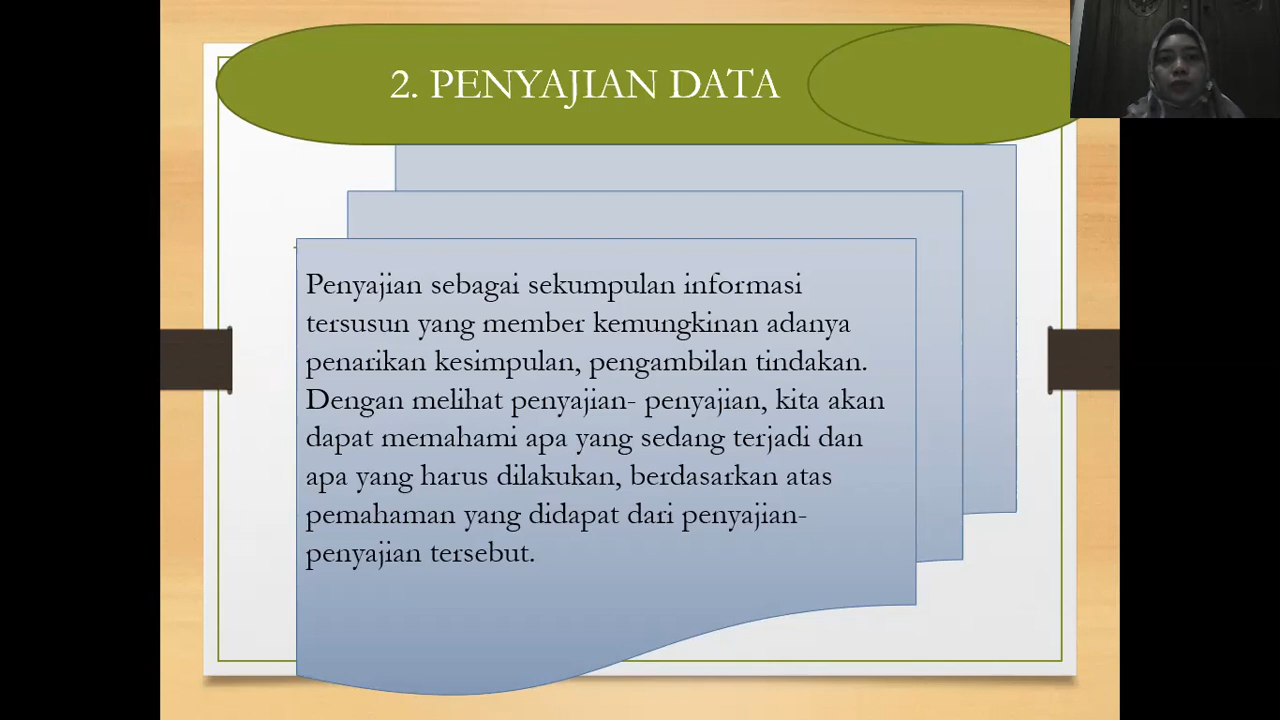 2. PENYAJIAN DATA
Penyajian sebagai sekumpulan informasi
tersusun yang member kemungkinan adanya
penarikan kesimpulan, pengambilan tindakan.
Dengan melihat penyajian- penyajian, kita akan
dapat memahami apa yang sedang terjadi dan
apa yang harus dilakukan, berdasarkan atas
pemahaman yang didapat dari penyajian-
penyajian tersebut.